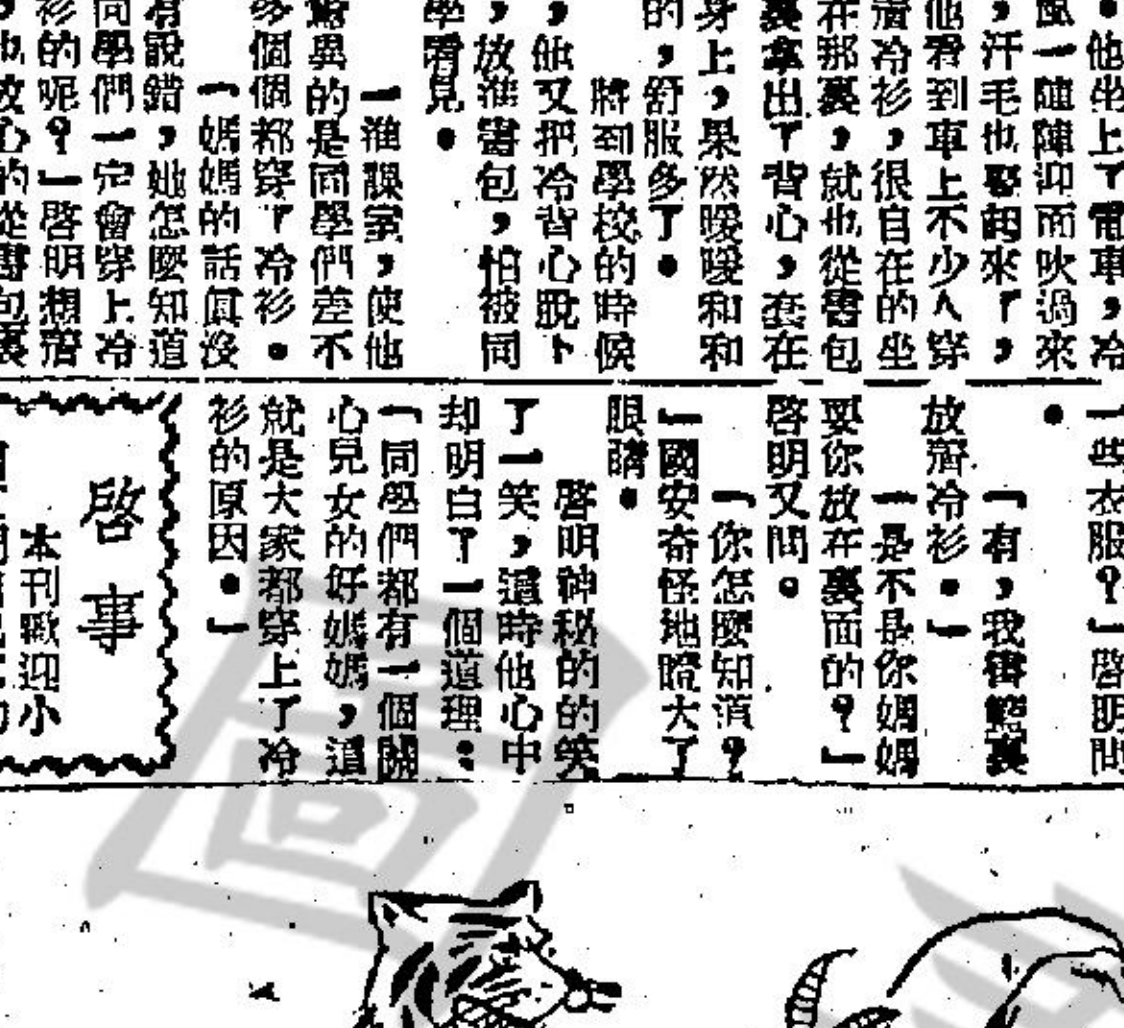 。他坐上了電車，冷
風一陣陣迎面吹過來
，汗毛也豎起來了，
他看到車上不少人穿
着冷衫，很自在的坐
在那裏，就也從書包
裏拿出了背心，套在
身上，果然暖暖和和
的，舒服多了。
將到學校的時候
，他又把冷背心脫下
，放進書包，怕被同
學看見。
一進課室，使他
驚異的是同學們差不
多個個都穿了冷衫。
「媽媽的話眞沒
有說錯，她怎麼知道
同學們一定會穿上冷
衫的呢？」啓明想着
心的從書包裏
一些衣服？」啓明問
。
「有，我書包裏
放着冷衫。」
「是不是你媽媽
要你放在裏面的？」
啓明又問。
「你怎麼知道？
」國安奇怪地瞪大了
眼睛。
啓明神秘的的笑
了一笑，這時他心中
却明白了一個道理：
「同學們都有一個關
心兒女的好媽媽，這
就是大家都穿上了冷
衫的原因。」
啓事
本刊歡迎小
圖